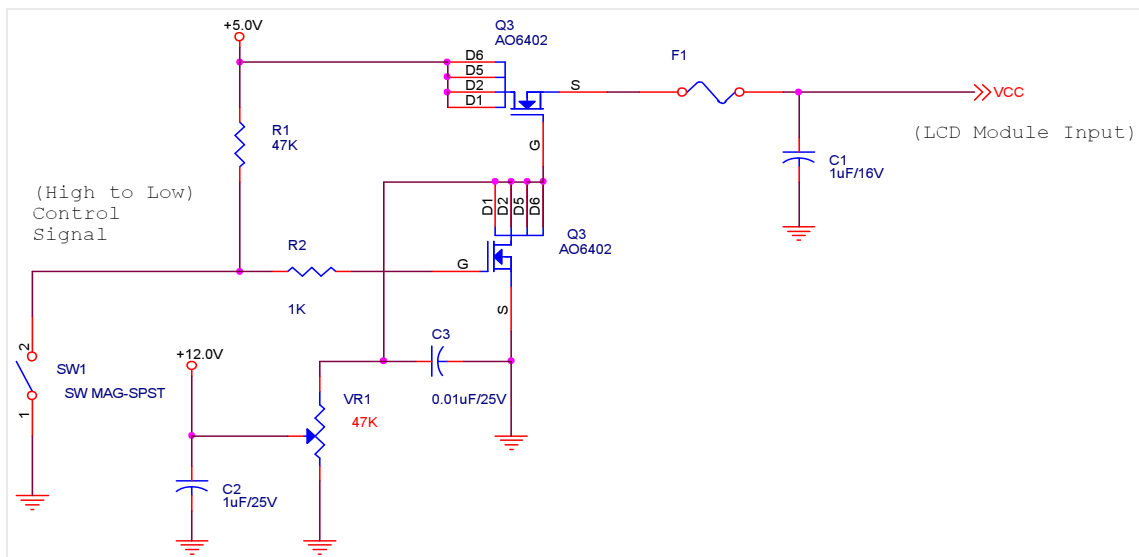 Q3
AO6402
+5.0V
D6
D5
D2
D1
S
G
F1
VCC
(LCD Module Input)
R1
47K
C1
1uF/16V
(High to Low)
Control
Signal
D1
D2
D5
D6
Q3
AO6402
R2
1K
G
S
C3
0.01uF/25V
2
1
SW1
SW MAG-SPST
+12.0V
VR1
47K
C2
1uF/25V